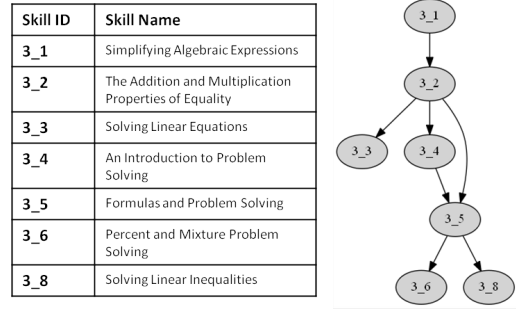 Skill ID Skill Name
3_1 Simplifying Algebraic Expressions
3_2 The Addition and Multiplication
Properties of Equality
3_3 Solving Linear Equations
3_4 An Introduction to Problem
Solving
3_5 Formulas and Problem Solving
3_6 Percent and Mixture Problem
Solving
3_8 Solving Linear Inequalities
3_1
3_2
3_3 3_4
3_5
3_6 3_8